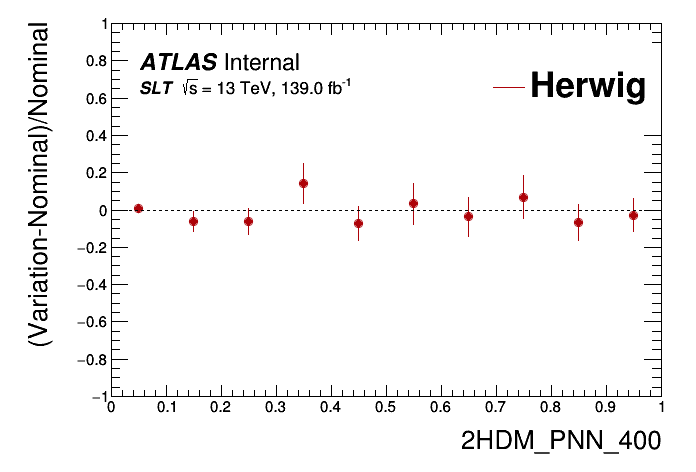 (Variation-Nominal)/Nominal
1
0.8
0.6
0.4
0.2
0
−0.2
−0.4
−0.6
−0.8
−1
ATLAS Internal
SLT √s = 13 TeV, 139.0 fb⁻¹
Herwig
0 0.1 0.2 0.3 0.4 0.5 0.6 0.7 0.8 0.9 1
2HDM_PNN_400